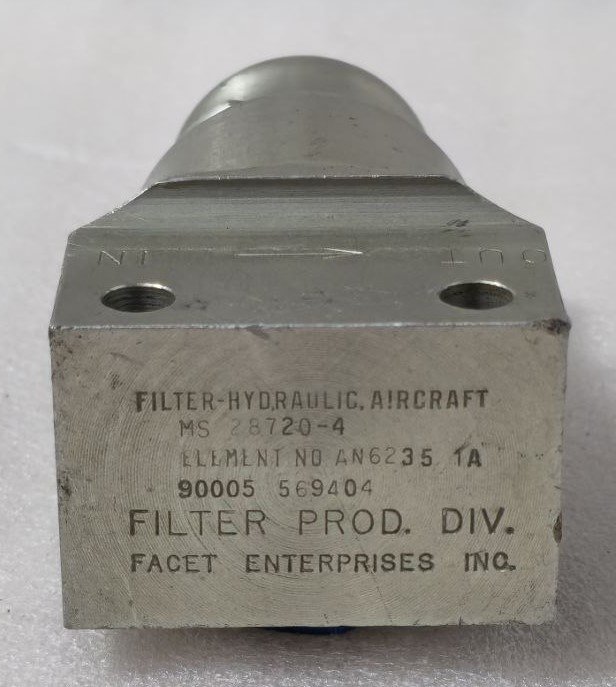 IN → OUT
FILTER-HYDRAULIC, AIRCRAFT
MS 28720-4
ELEMENT NO AN6235 1A
90005 569404
FILTER PROD. DIV.
FACET ENTERPRISES INC.